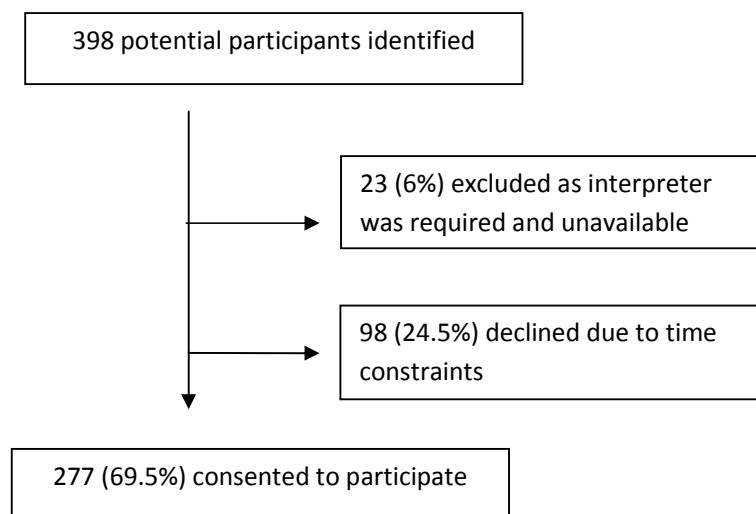 398 potential participants identified
23 (6%) excluded as interpreter
was required and unavailable
98 (24.5%) declined due to time
constraints
277 (69.5%) consented to participate